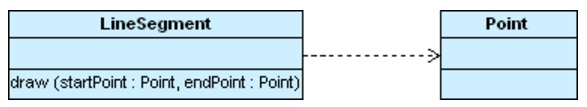 LineSegment
draw (startPoint : Point, endPoint : Point)
Point